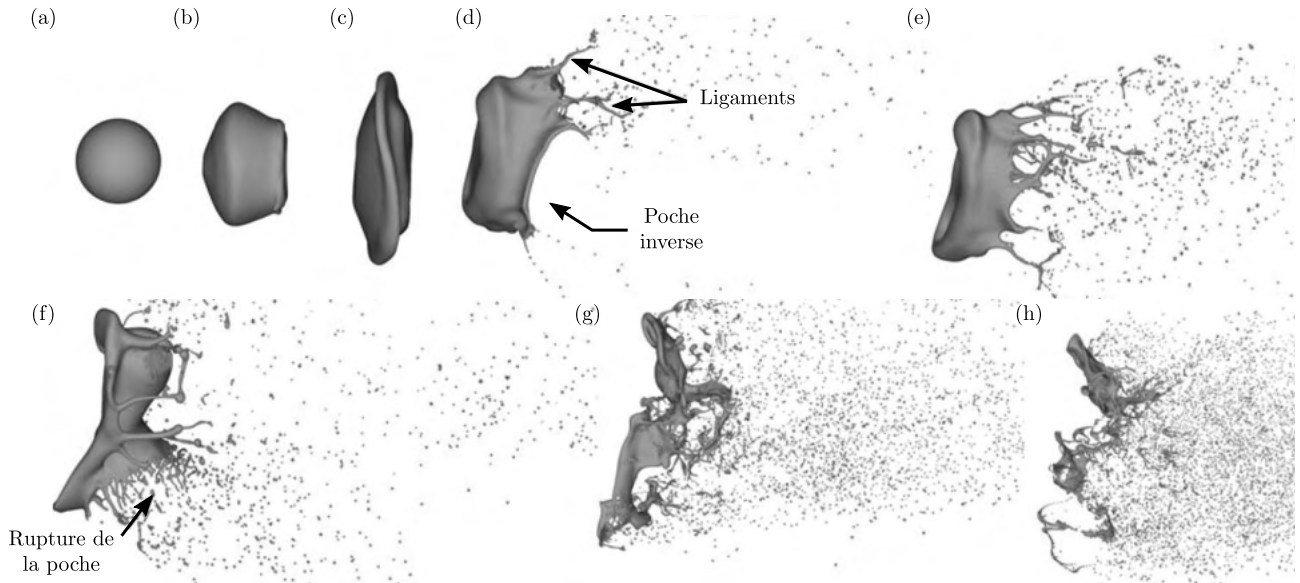 (a)
(b)
(c)
(d)
(e)
Ligaments
Poche
inverse
(f)
(g)
(h)
Rupture de
la poche